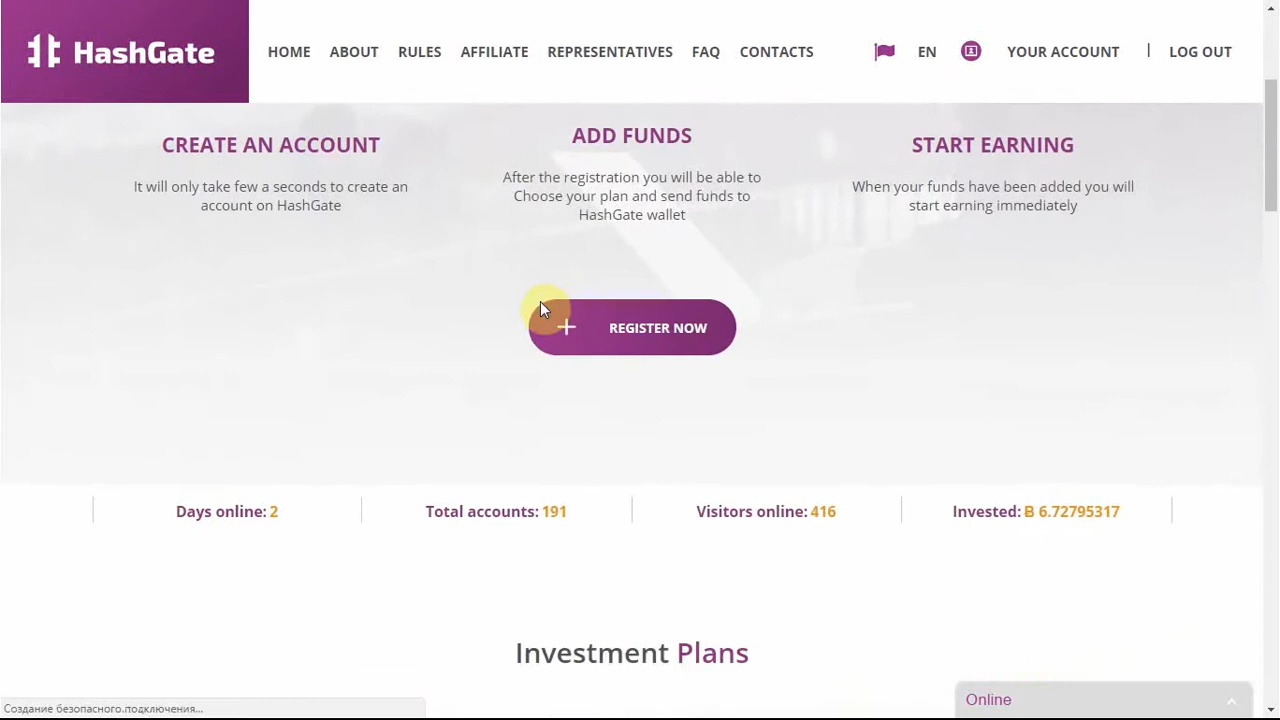 HashGate
HOME ABOUT RULES AFFILIATE REPRESENTATIVES FAQ CONTACTS EN YOUR ACCOUNT | LOG OUT
CREATE AN ACCOUNT
It will only take few a seconds to create an
account on HashGate
ADD FUNDS
After the registration you will be able to
Choose your plan and send funds to
HashGate wallet
START EARNING
When your funds have been added you will
start earning immediately
+ REGISTER NOW
Days online: 2
Total accounts: 191
Visitors online: 416
Invested: Ƀ 6.72795317
Investment Plans
Online
Создание безопасного подключения...